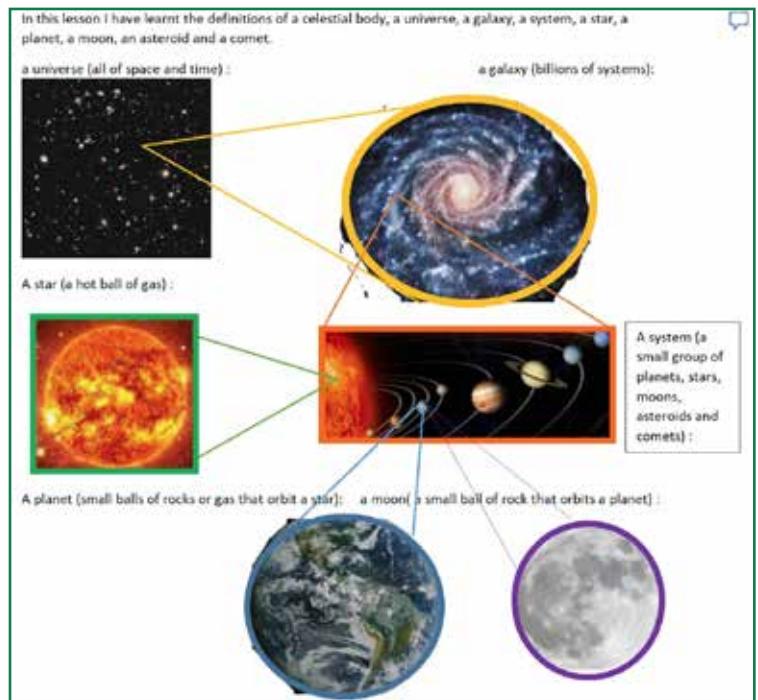 In this lesson I have learnt the definitions of a celestial body, a universe, a galaxy, a system, a star, a
planet, a moon, an asteroid and a comet.
a universe (all of space and time) :
a galaxy (billions of systems):
A star (a hot ball of gas) :
A system (a
small group of
planets, stars,
moons,
asteroids and
comets) :
A planet (small balls of rocks or gas that orbit a star):
a moon( a small ball of rock that orbits a planet) :